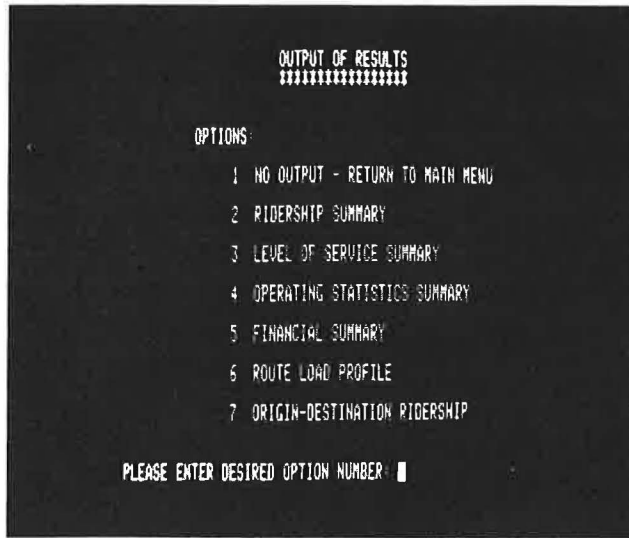 OUTPUT OF RESULTS
*****************
OPTIONS:
1 NO OUTPUT - RETURN TO MAIN MENU
2 RIDERSHIP SUMMARY
3 LEVEL OF SERVICE SUMMARY
4 OPERATING STATISTICS SUMMARY
5 FINANCIAL SUMMARY
6 ROUTE LOAD PROFILE
7 ORIGIN-DESTINATION RIDERSHIP
PLEASE ENTER DESIRED OPTION NUMBER: